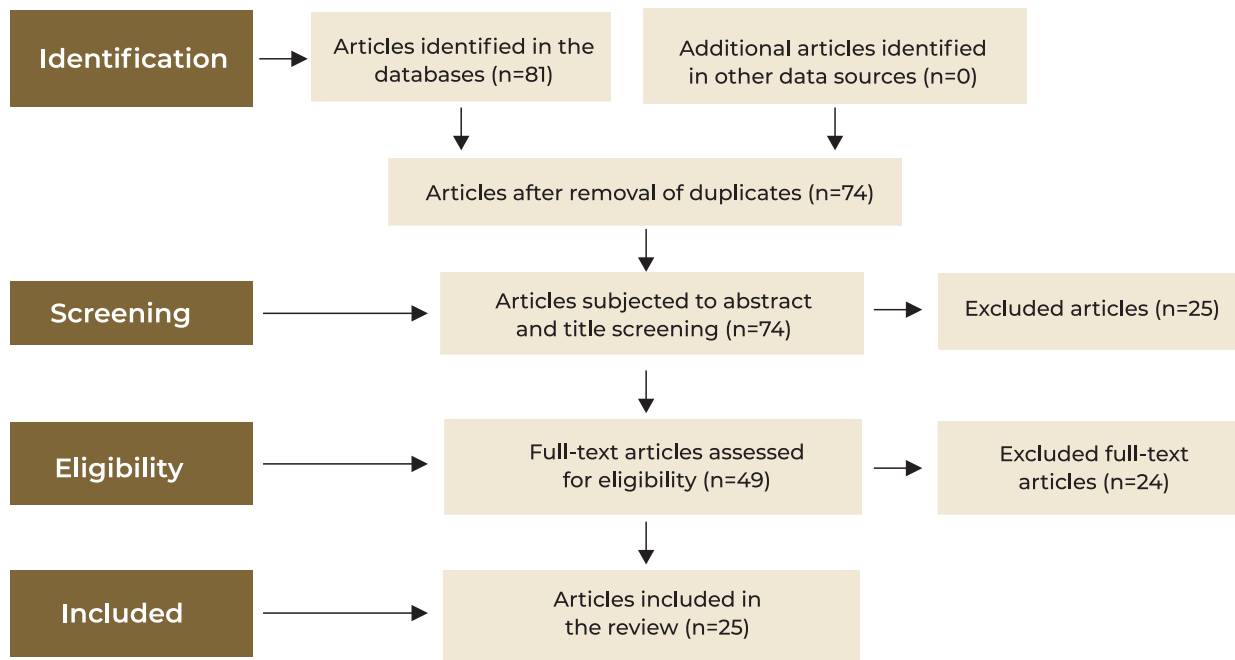 Identification
Articles identified in the
databases (n=81)
Additional articles identified
in other data sources (n=0)
Articles after removal of duplicates (n=74)
Screening
Articles subjected to abstract
and title screening (n=74)
Excluded articles (n=25)
Eligibility
Full-text articles assessed
for eligibility (n=49)
Excluded full-text
articles (n=24)
Included
Articles included in
the review (n=25)